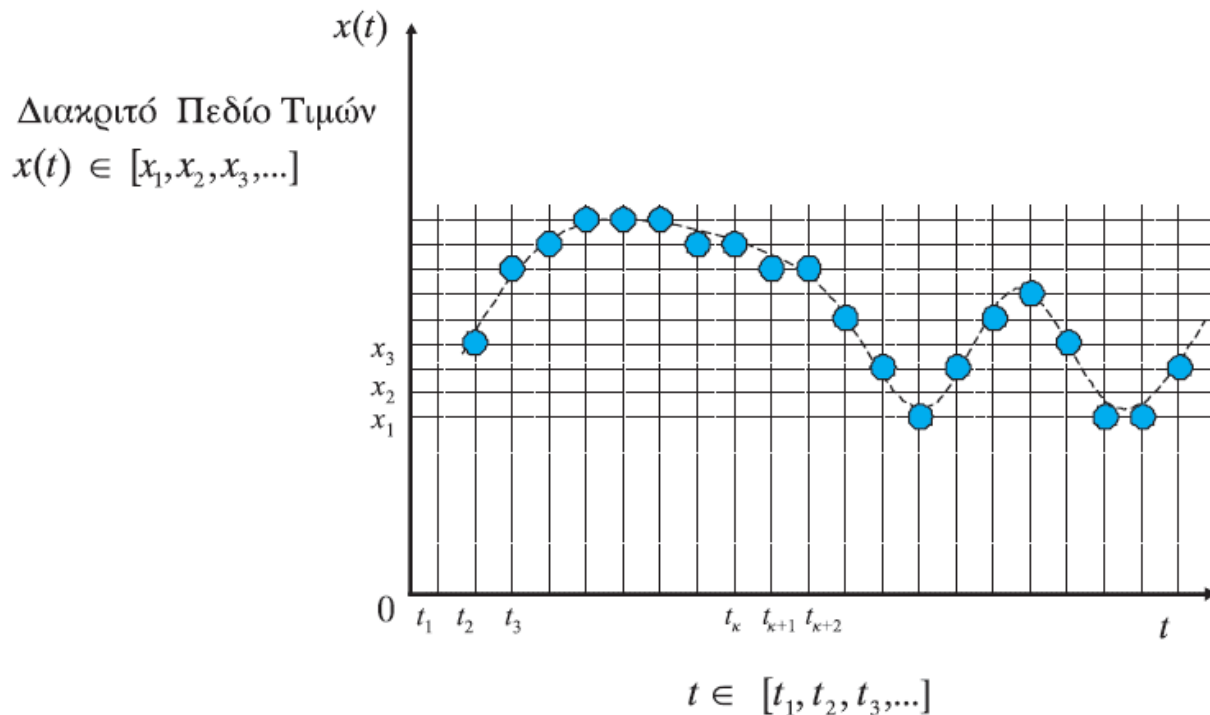 x(t)
Διακριτό Πεδίο Τιμών
x(t) ∈ [x₁, x₂, x₃,...]
x₃
x₂
x₁
0 t₁ t₂ t₃ tκ tκ₊₁ tκ₊₂ t
t ∈ [t₁, t₂, t₃,...]